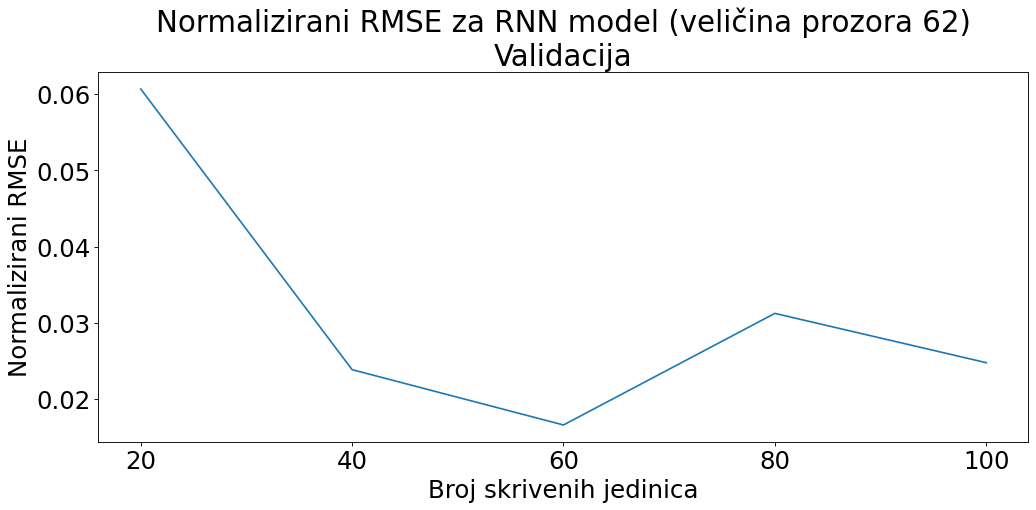 Normalizirani RMSE za RNN model (veličina prozora 62)
Validacija
0.06
0.05
0.04
0.03
0.02
Normalizirani RMSE
20 40 60 80 100
Broj skrivenih jedinica